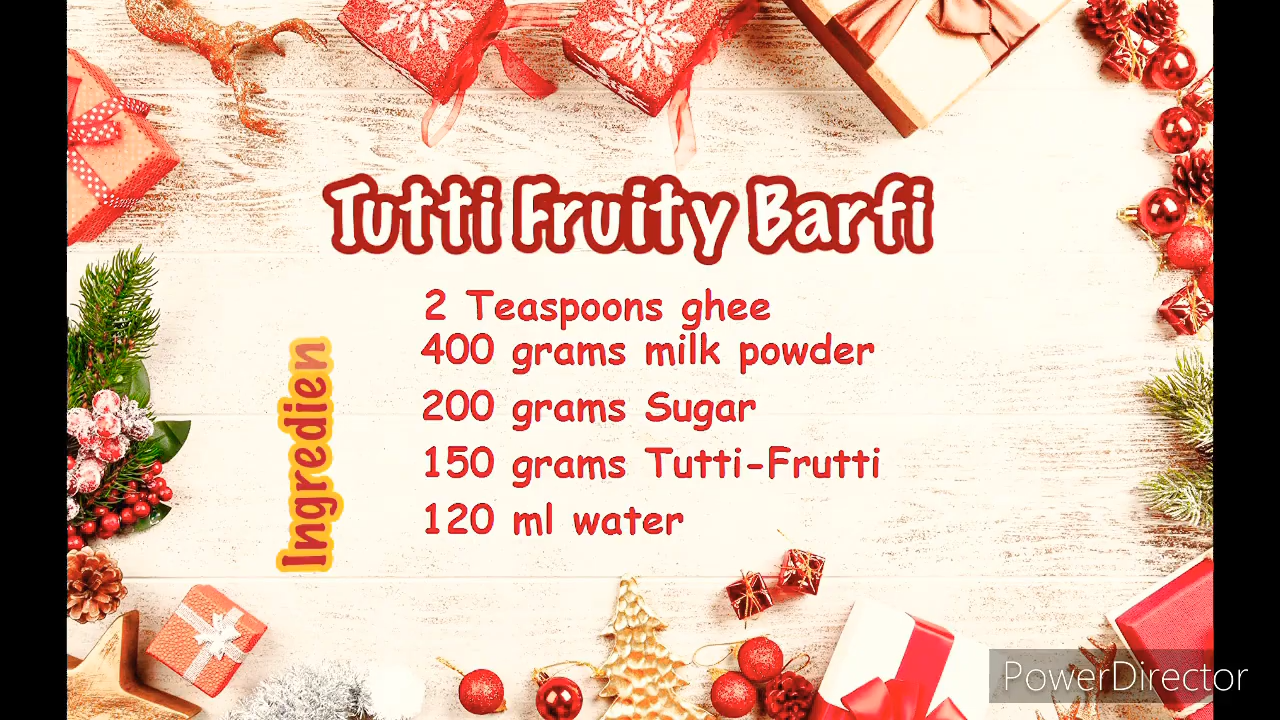 Tutti Fruity Barfi
2 Teaspoons ghee
400 grams milk powder
200 grams Sugar
150 grams Tutti-Frutti
120 ml water
Ingredien
PowerDirector